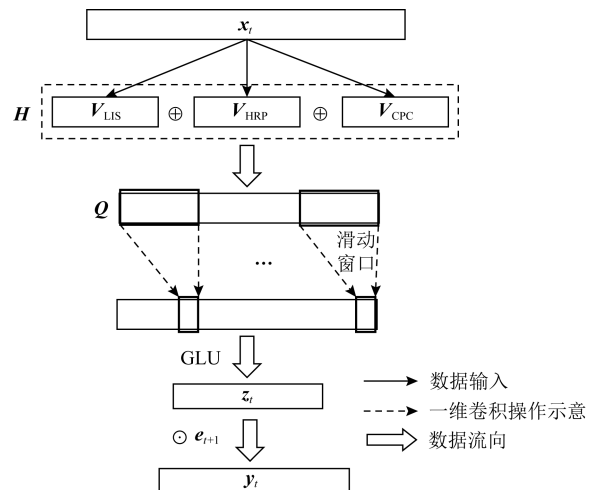 x_t
H V_LIS ⊕ V_HRP ⊕ V_CPC
Q
滑动
窗口
...
GLU
z_t
⊙ e_{t+1}
y_t
数据输入
一维卷积操作示意
数据流向